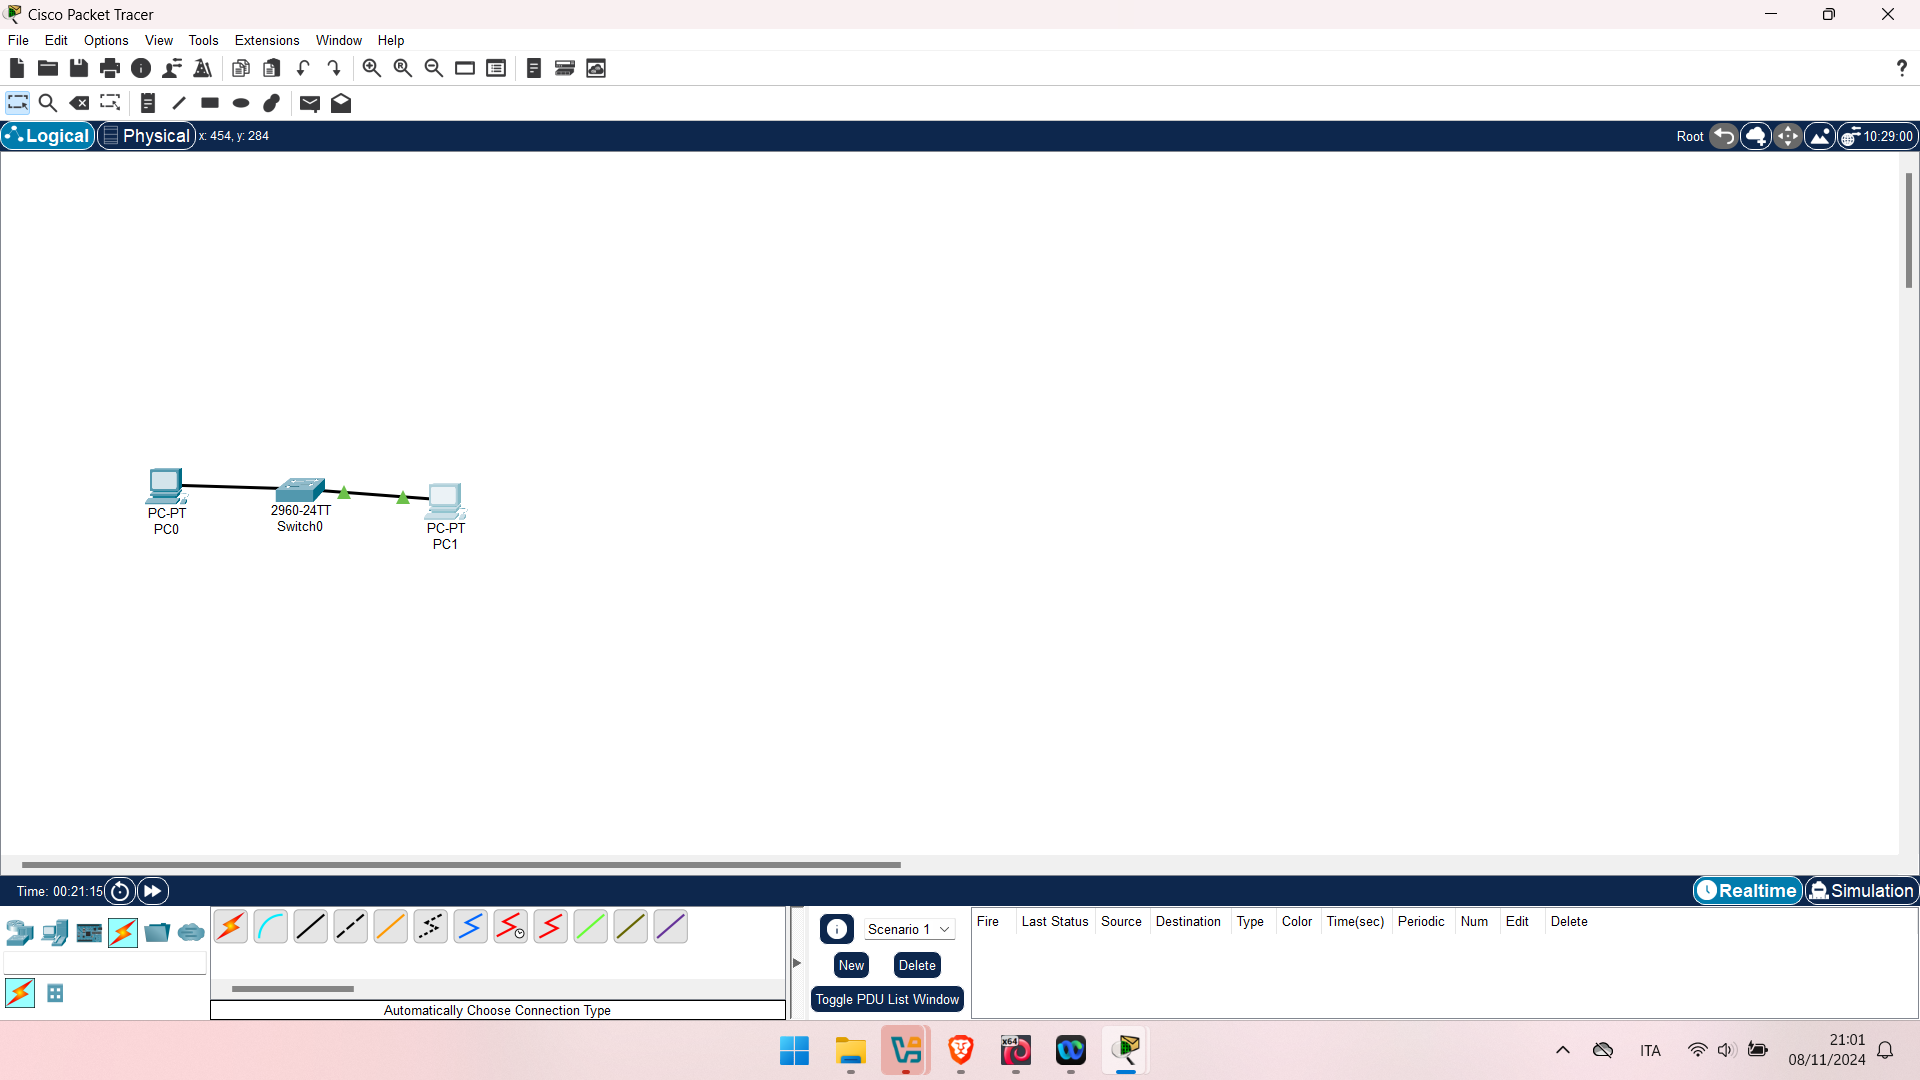 Cisco Packet Tracer
File Edit Options View Tools Extensions Window Help
?
Logical Physical x: 454, y: 284 Root 10:29:00
PC-PT
PC0
2960-24TT
Switch0
PC-PT
PC1
Time: 00:21:15 Realtime Simulation
Scenario 1
New Delete
Toggle PDU List Window
Fire Last Status Source Destination Type Color Time(sec) Periodic Num Edit Delete
Automatically Choose Connection Type
x64
ITA
21:01
08/11/2024